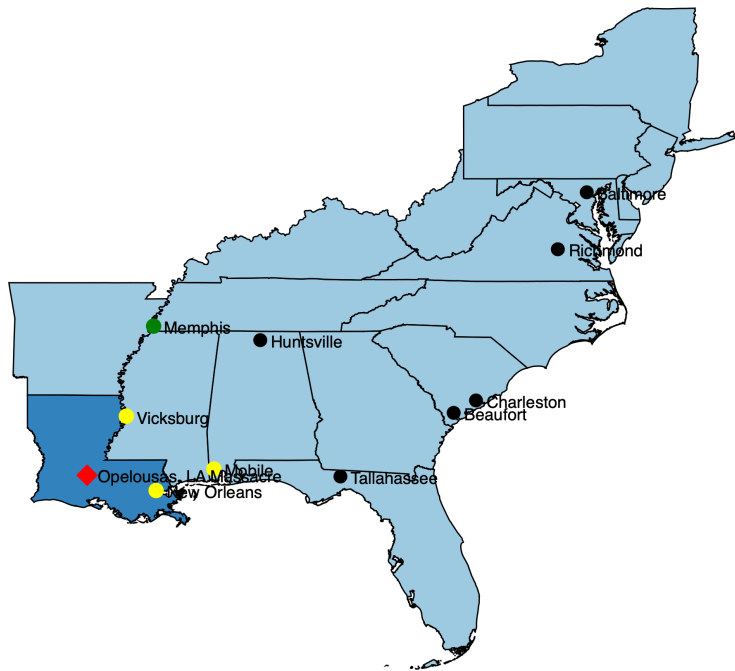 Baltimore
Richmond
Memphis
Huntsville
Charleston
Beaufort
Vicksburg
Mobile
Opelousas, LA Massacre
Tallahassee
New Orleans